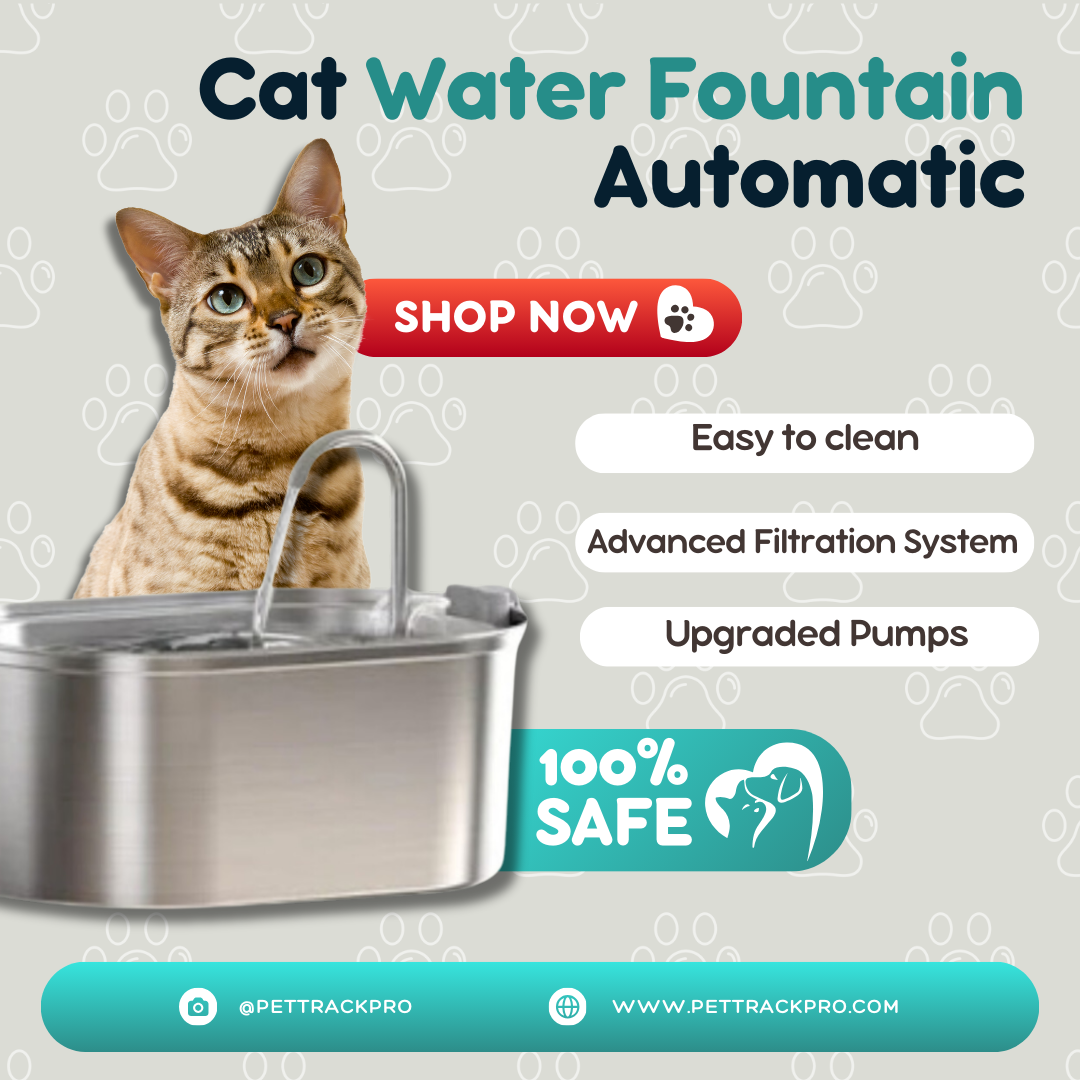 Cat Water Fountain
Automatic
SHOP NOW
Easy to clean
Advanced Filtration System
Upgraded Pumps
100%
SAFE
@PETTRACKPRO
WWW.PETTRACKPRO.COM